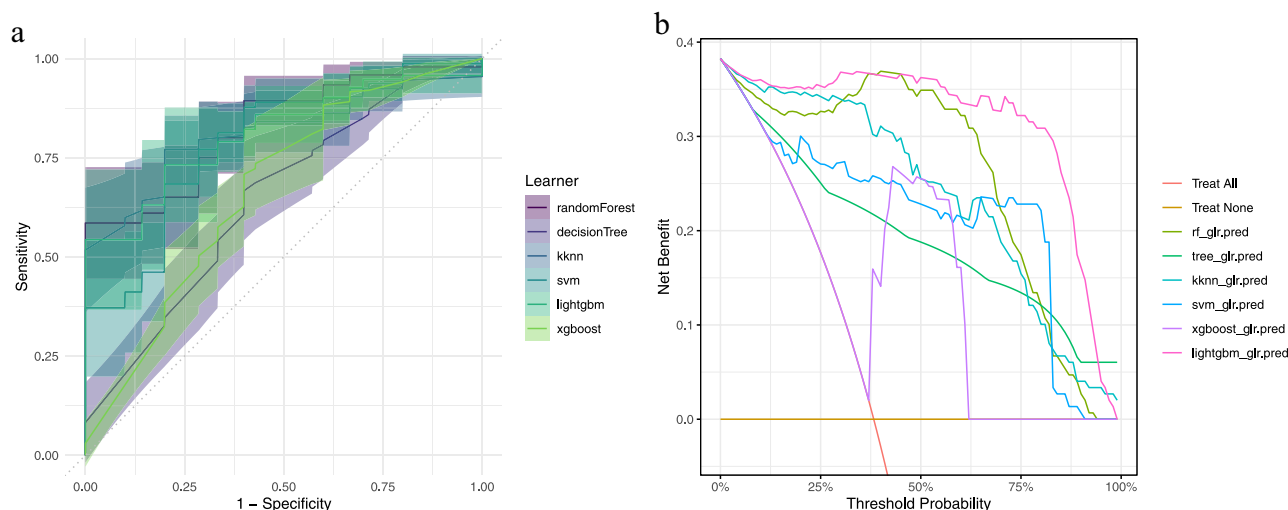 a
1.00
0.75
0.50
0.25
0.00
Sensitivity
0.00
0.25
0.50
0.75
1.00
1 − Specificity
Learner
randomForest
decisionTree
kknn
svm
lightgbm
xgboost
b
0.4
0.3
0.2
0.1
0.0
Net Benefit
0%
25%
50%
75%
100%
Threshold Probability
Treat All
Treat None
rf_glr.pred
tree_glr.pred
kknn_glr.pred
svm_glr.pred
xgboost_glr.pred
lightgbm_glr.pred